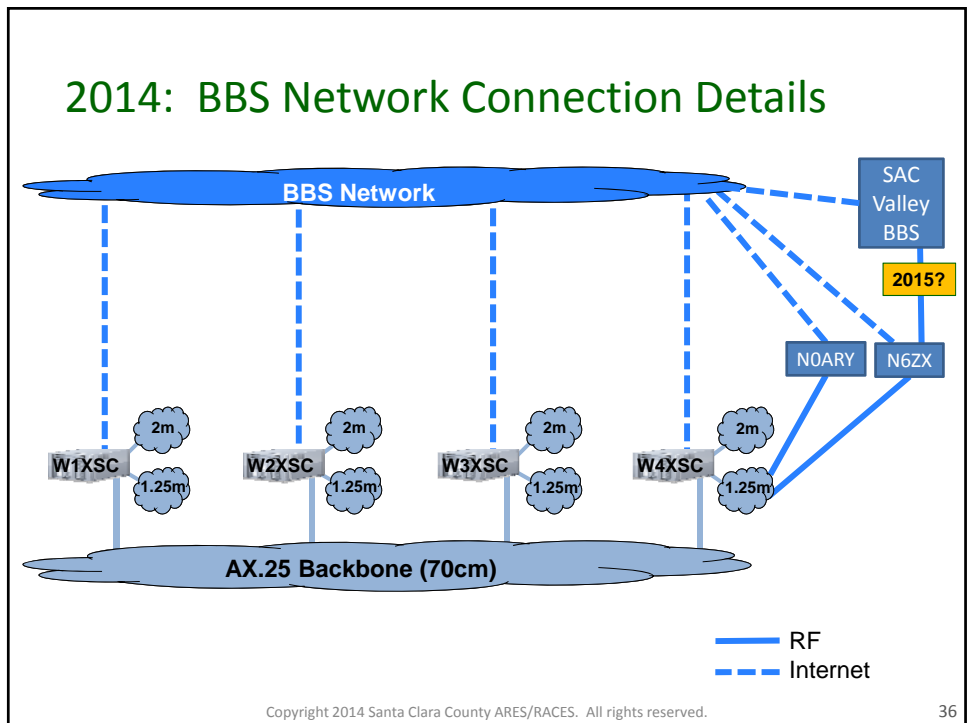 2014: BBS Network Connection Details
BBS Network
SAC
Valley
BBS
2015?
N0ARY
N6ZX
2m
2m
2m
2m
W1XSC
W2XSC
W3XSC
W4XSC
1.25m
1.25m
1.25m
1.25m
AX.25 Backbone (70cm)
RF
Internet
Copyright 2014 Santa Clara County ARES/RACES. All rights reserved.
36